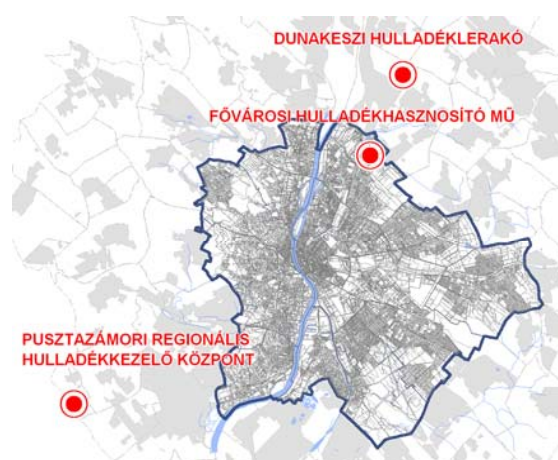 DUNAKESZI HULLADÉKLERAKÓ
FŐVÁROSI HULLADÉKHASZNOSÍTÓ MŰ
PUSZTAZÁMORI REGIONÁLIS
HULLADÉKKEZELŐ KÖZPONT